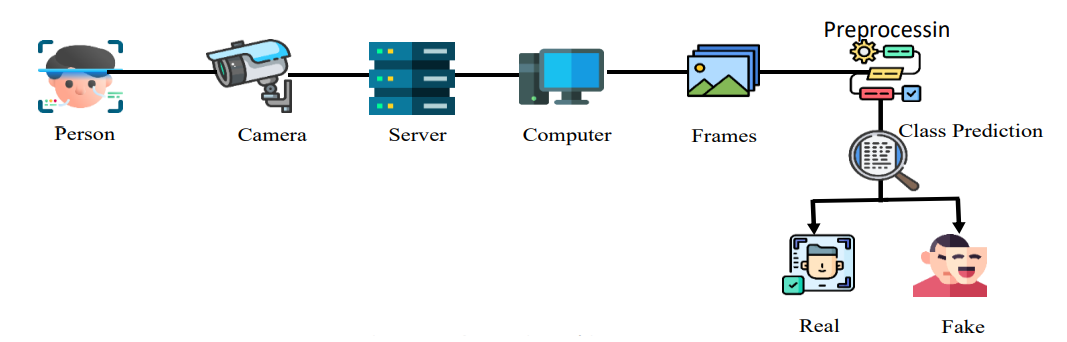 Preprocessin
Person
Camera
Server
Computer
Frames
Class Prediction
Real
Fake